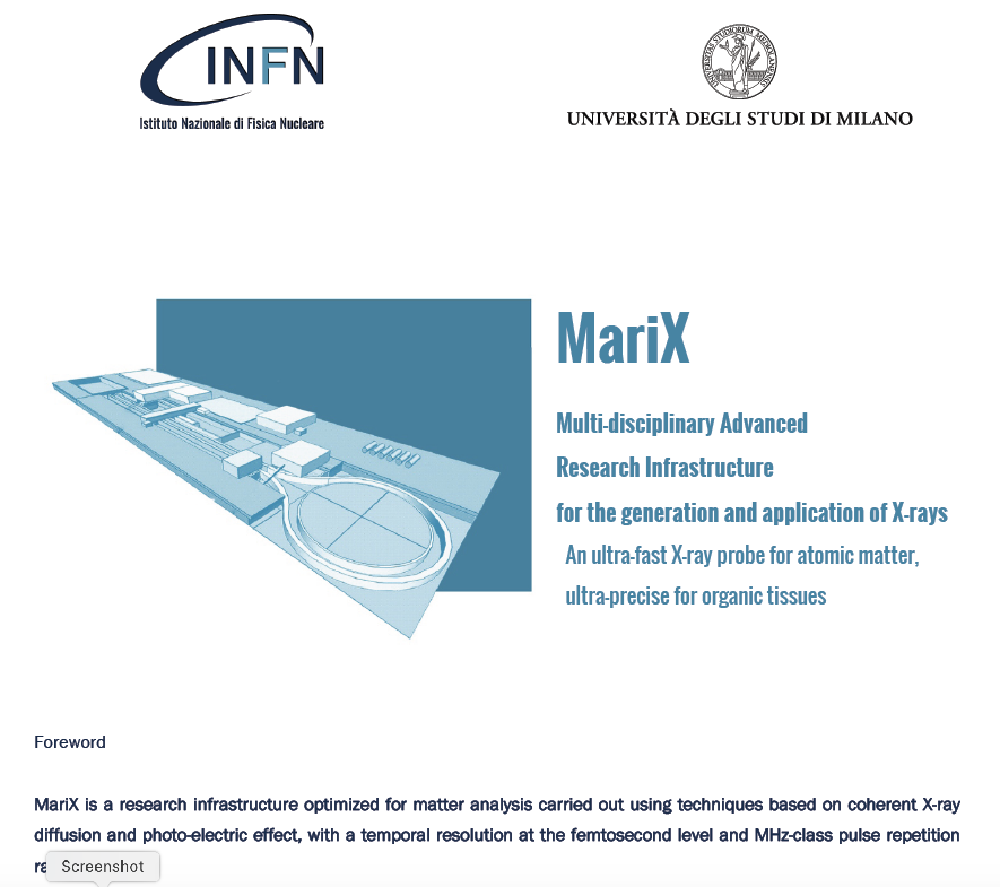 INFN
Istituto Nazionale di Fisica Nucleare
UNIVERSITAS STUDIORUM MEDIOLANENSIS
UNIVERSITÀ DEGLI STUDI DI MILANO
MariX
Multi-disciplinary Advanced
Research Infrastructure
for the generation and application of X-rays
An ultra-fast X-ray probe for atomic matter,
ultra-precise for organic tissues
Foreword
MariX is a research infrastructure optimized for matter analysis carried out using techniques based on coherent X-ray
diffusion and photo-electric effect, with a temporal resolution at the femtosecond level and MHz-class pulse repetition
Screenshot